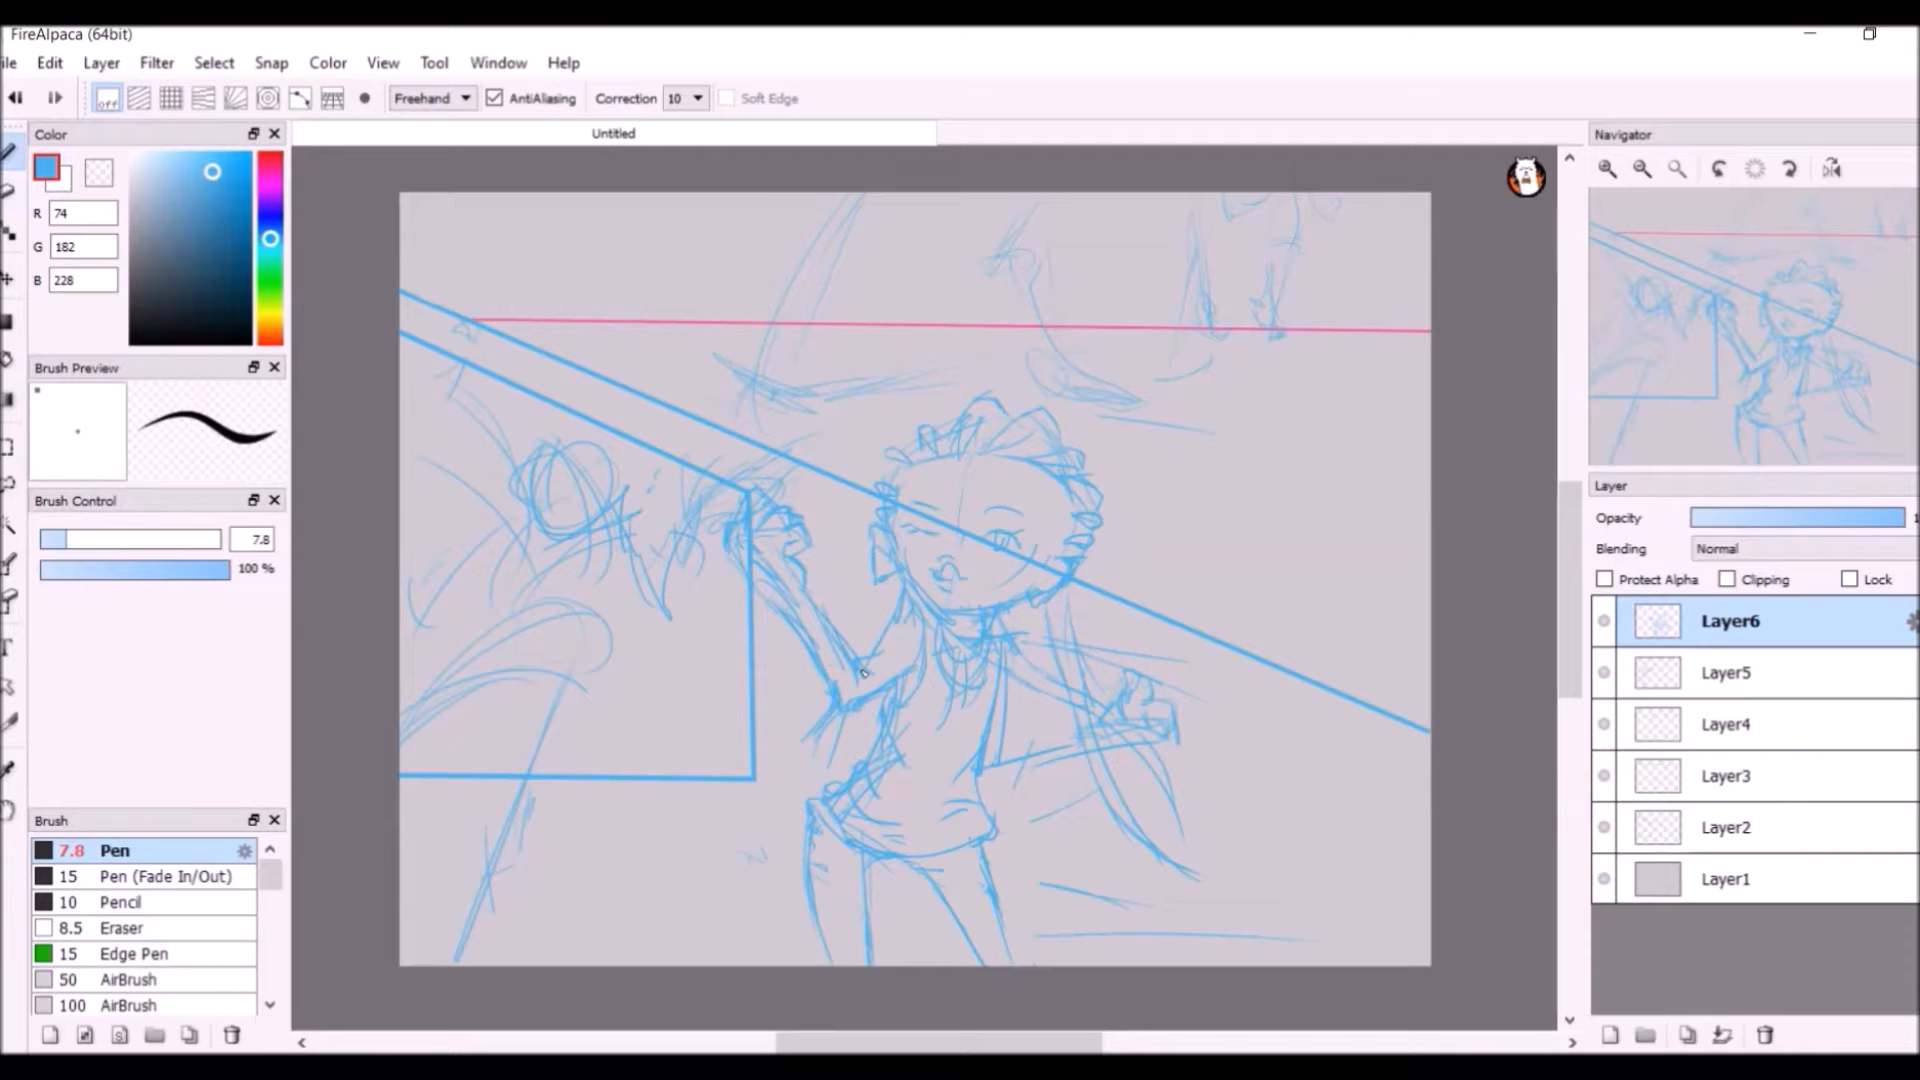 FireAlpaca (64bit)
ile Edit Layer Filter Select Snap Color View Tool Window Help
off Freehand AntiAliasing Correction 10 Soft Edge
Color
Untitled
Navigator
R 74
G 182
B 228
Brush Preview
Brush Control
7.8
100 %
Layer
Opacity 1
Blending Normal
Protect Alpha Clipping Lock
Layer6
Layer5
Layer4
Layer3
Layer2
Layer1
Brush
7.8 Pen
15 Pen (Fade In/Out)
10 Pencil
8.5 Eraser
15 Edge Pen
50 AirBrush
100 AirBrush